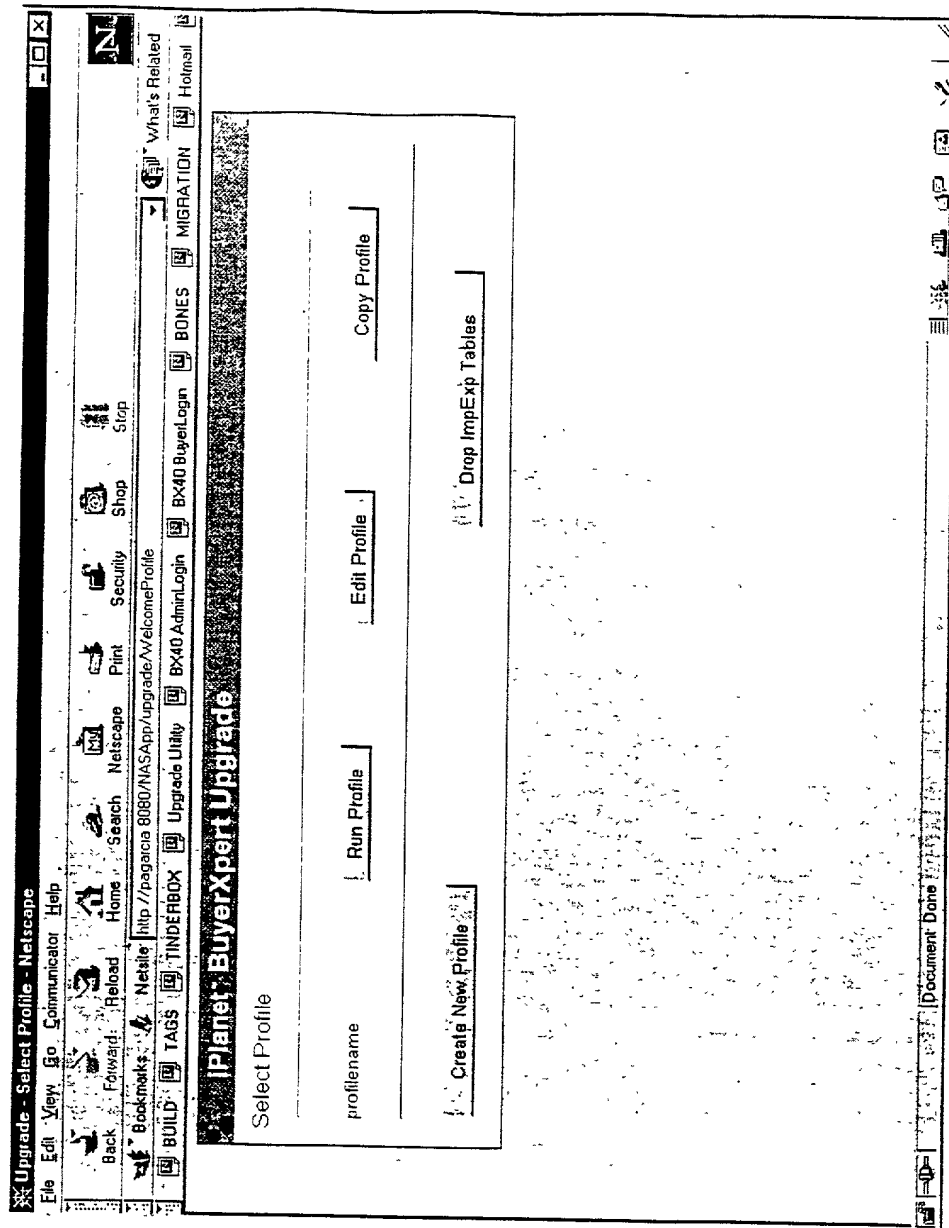 Upgrade - Select Profile - Netscape
File Edit View Go Communicator Help
Back Forward Reload Home Search Netscape Print Security Shop Stop
Bookmarks Netsite http //pagarcia 8080/NASApp/upgrade/WelcomeProfile What's Related
BUILD TAGS TINDERBOX Upgrade Utility BX40 AdminLogin BX40 BuyerLogin BONES MIGRATION Hotmail
iPlanet BuyerXpert Upgrade
Select Profile
profilename Run Profile Edit Profile Copy Profile
Create New Profile Drop ImpExp Tables
Document Done